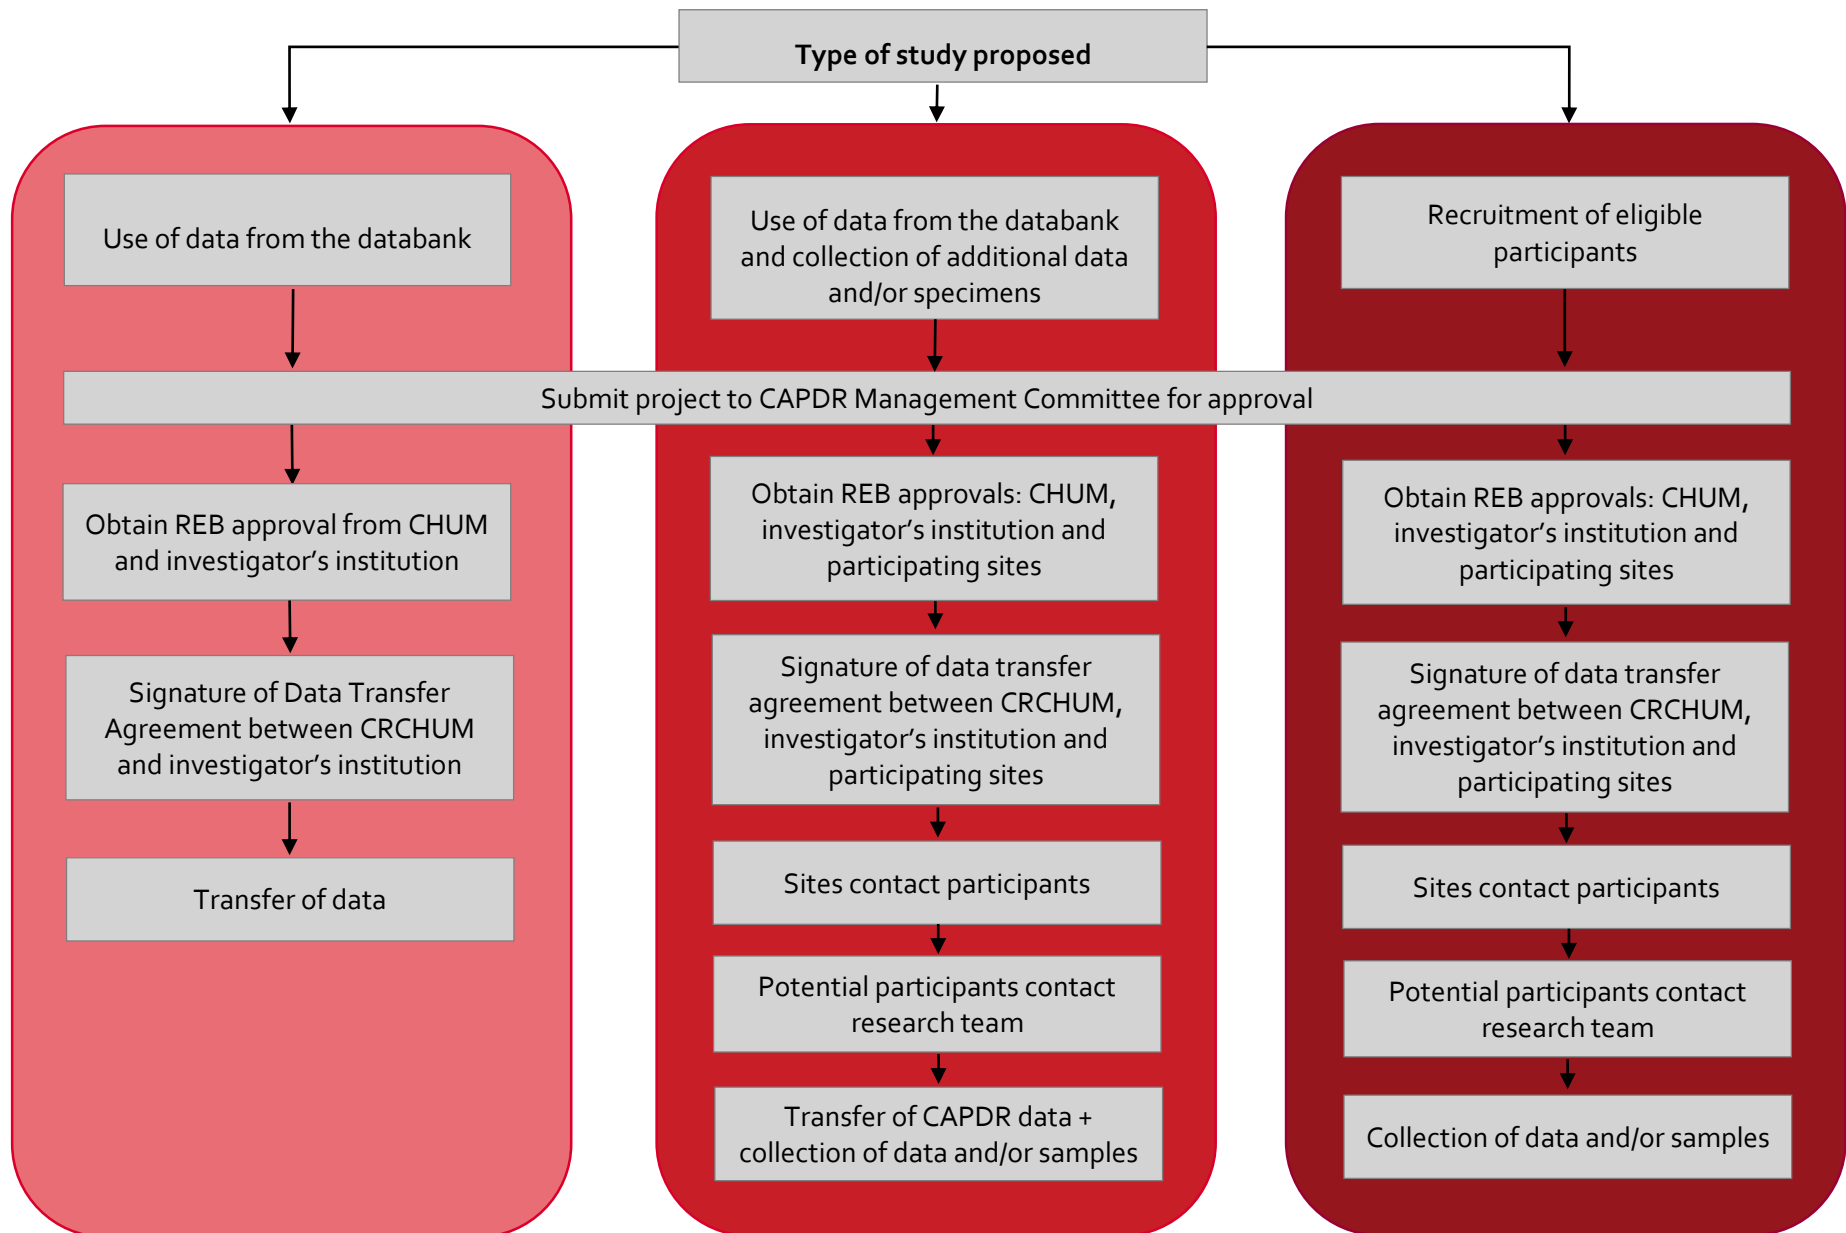 Type of study proposed
Use of data from the databank
Use of data from the databank
and collection of additional data
and/or specimens
Recruitment of eligible
participants
Submit project to CAPDR Management Committee for approval
Obtain REB approval from CHUM
and investigator’s institution
Signature of Data Transfer
Agreement between CRCHUM
and investigator’s institution
Transfer of data
Obtain REB approvals: CHUM,
investigator’s institution and
participating sites
Signature of data transfer
agreement between CRCHUM,
investigator’s institution and
participating sites
Sites contact participants
Potential participants contact
research team
Transfer of CAPDR data +
collection of data and/or samples
Obtain REB approvals: CHUM,
investigator’s institution and
participating sites
Signature of data transfer
agreement between CRCHUM,
investigator’s institution and
participating sites
Sites contact participants
Potential participants contact
research team
Collection of data and/or samples